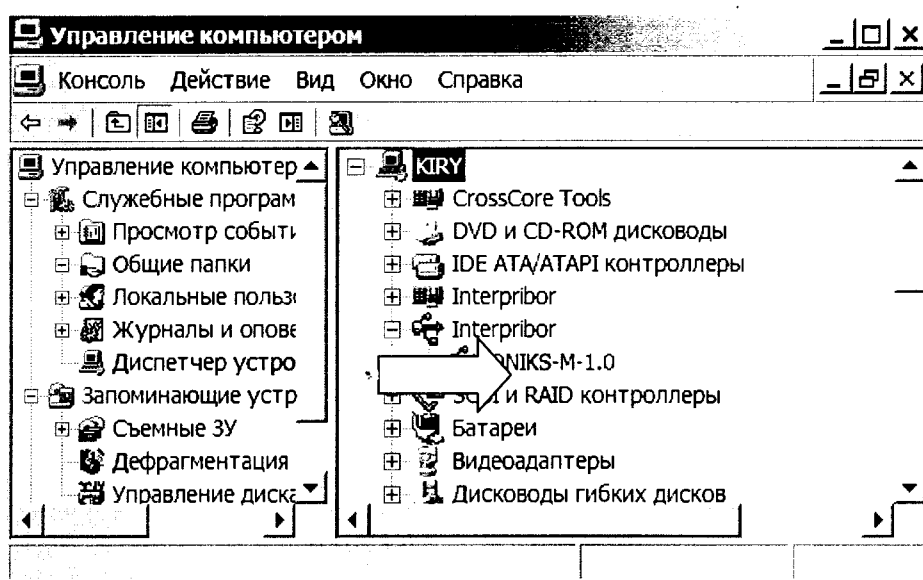 Управление компьютером
Консоль Действие Вид Окно Справка
Управление компьютер
Служебные програм
Просмотр событи
Общие папки
Локальные польз
Журналы и опове
Диспетчер устро
Запоминающие устр
Съемные ЗУ
Дефрагментация
Управление диска
KIRY
CrossCore Tools
DVD и CD-ROM дисководы
IDE ATA/ATAPI контроллеры
Interpribor
Interpribor
NIKS-M-1.0
и RAID контроллеры
Батареи
Видеоадаптеры
Дисководы гибких дисков